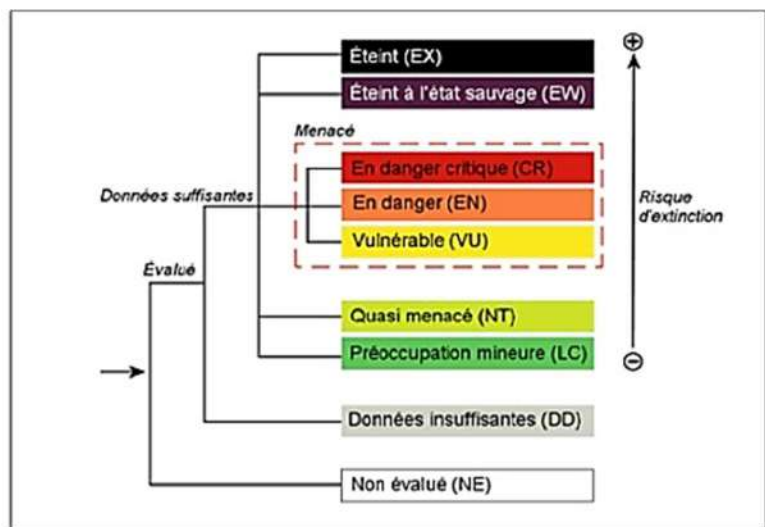 Éteint (EX)
Éteint à l'état sauvage (EW)
Menacé
En danger critique (CR)
Données suffisantes
En danger (EN)
Risque
d'extinction
Vulnérable (VU)
Évalué
Quasi menacé (NT)
Préoccupation mineure (LC)
Données insuffisantes (DD)
Non évalué (NE)